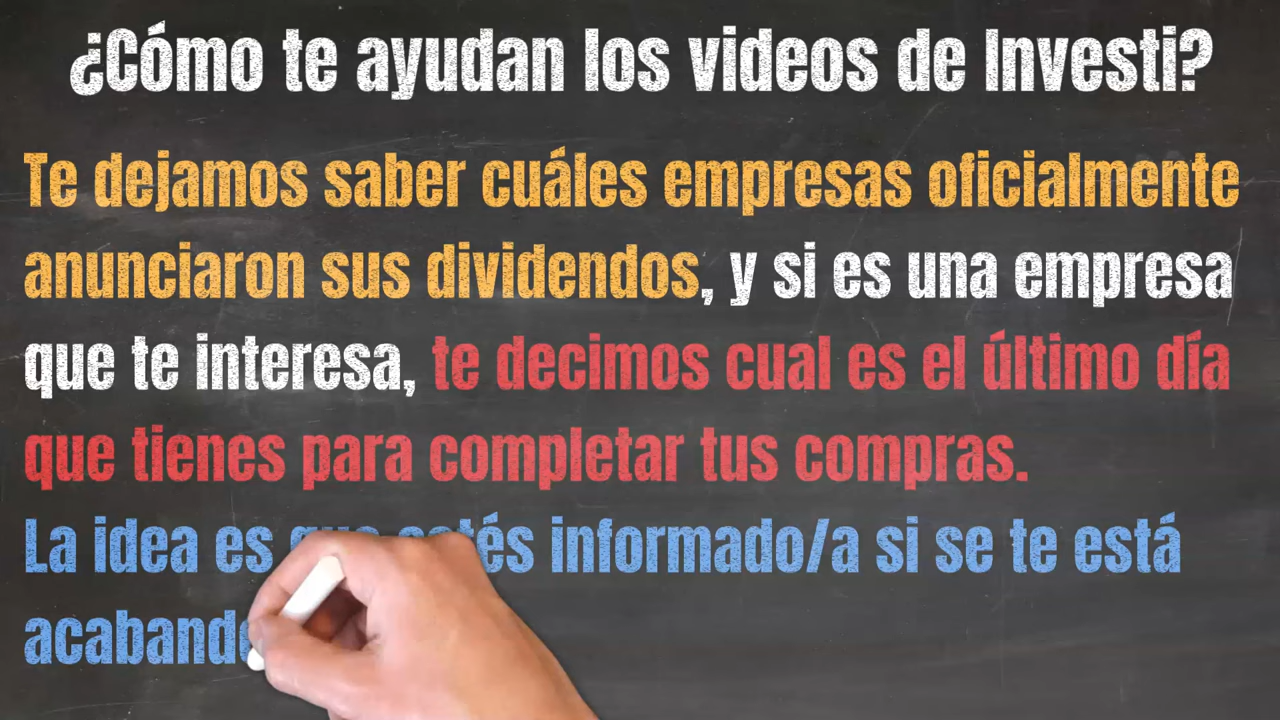 ¿Cómo te ayudan los videos de Investi?
Te dejamos saber cuáles empresas oficialmente
anunciaron sus dividendos, y si es una empresa
que te interesa, te decimos cual es el último día
que tienes para completar tus compras.
La idea es que estés informado/a si se te está
acaband